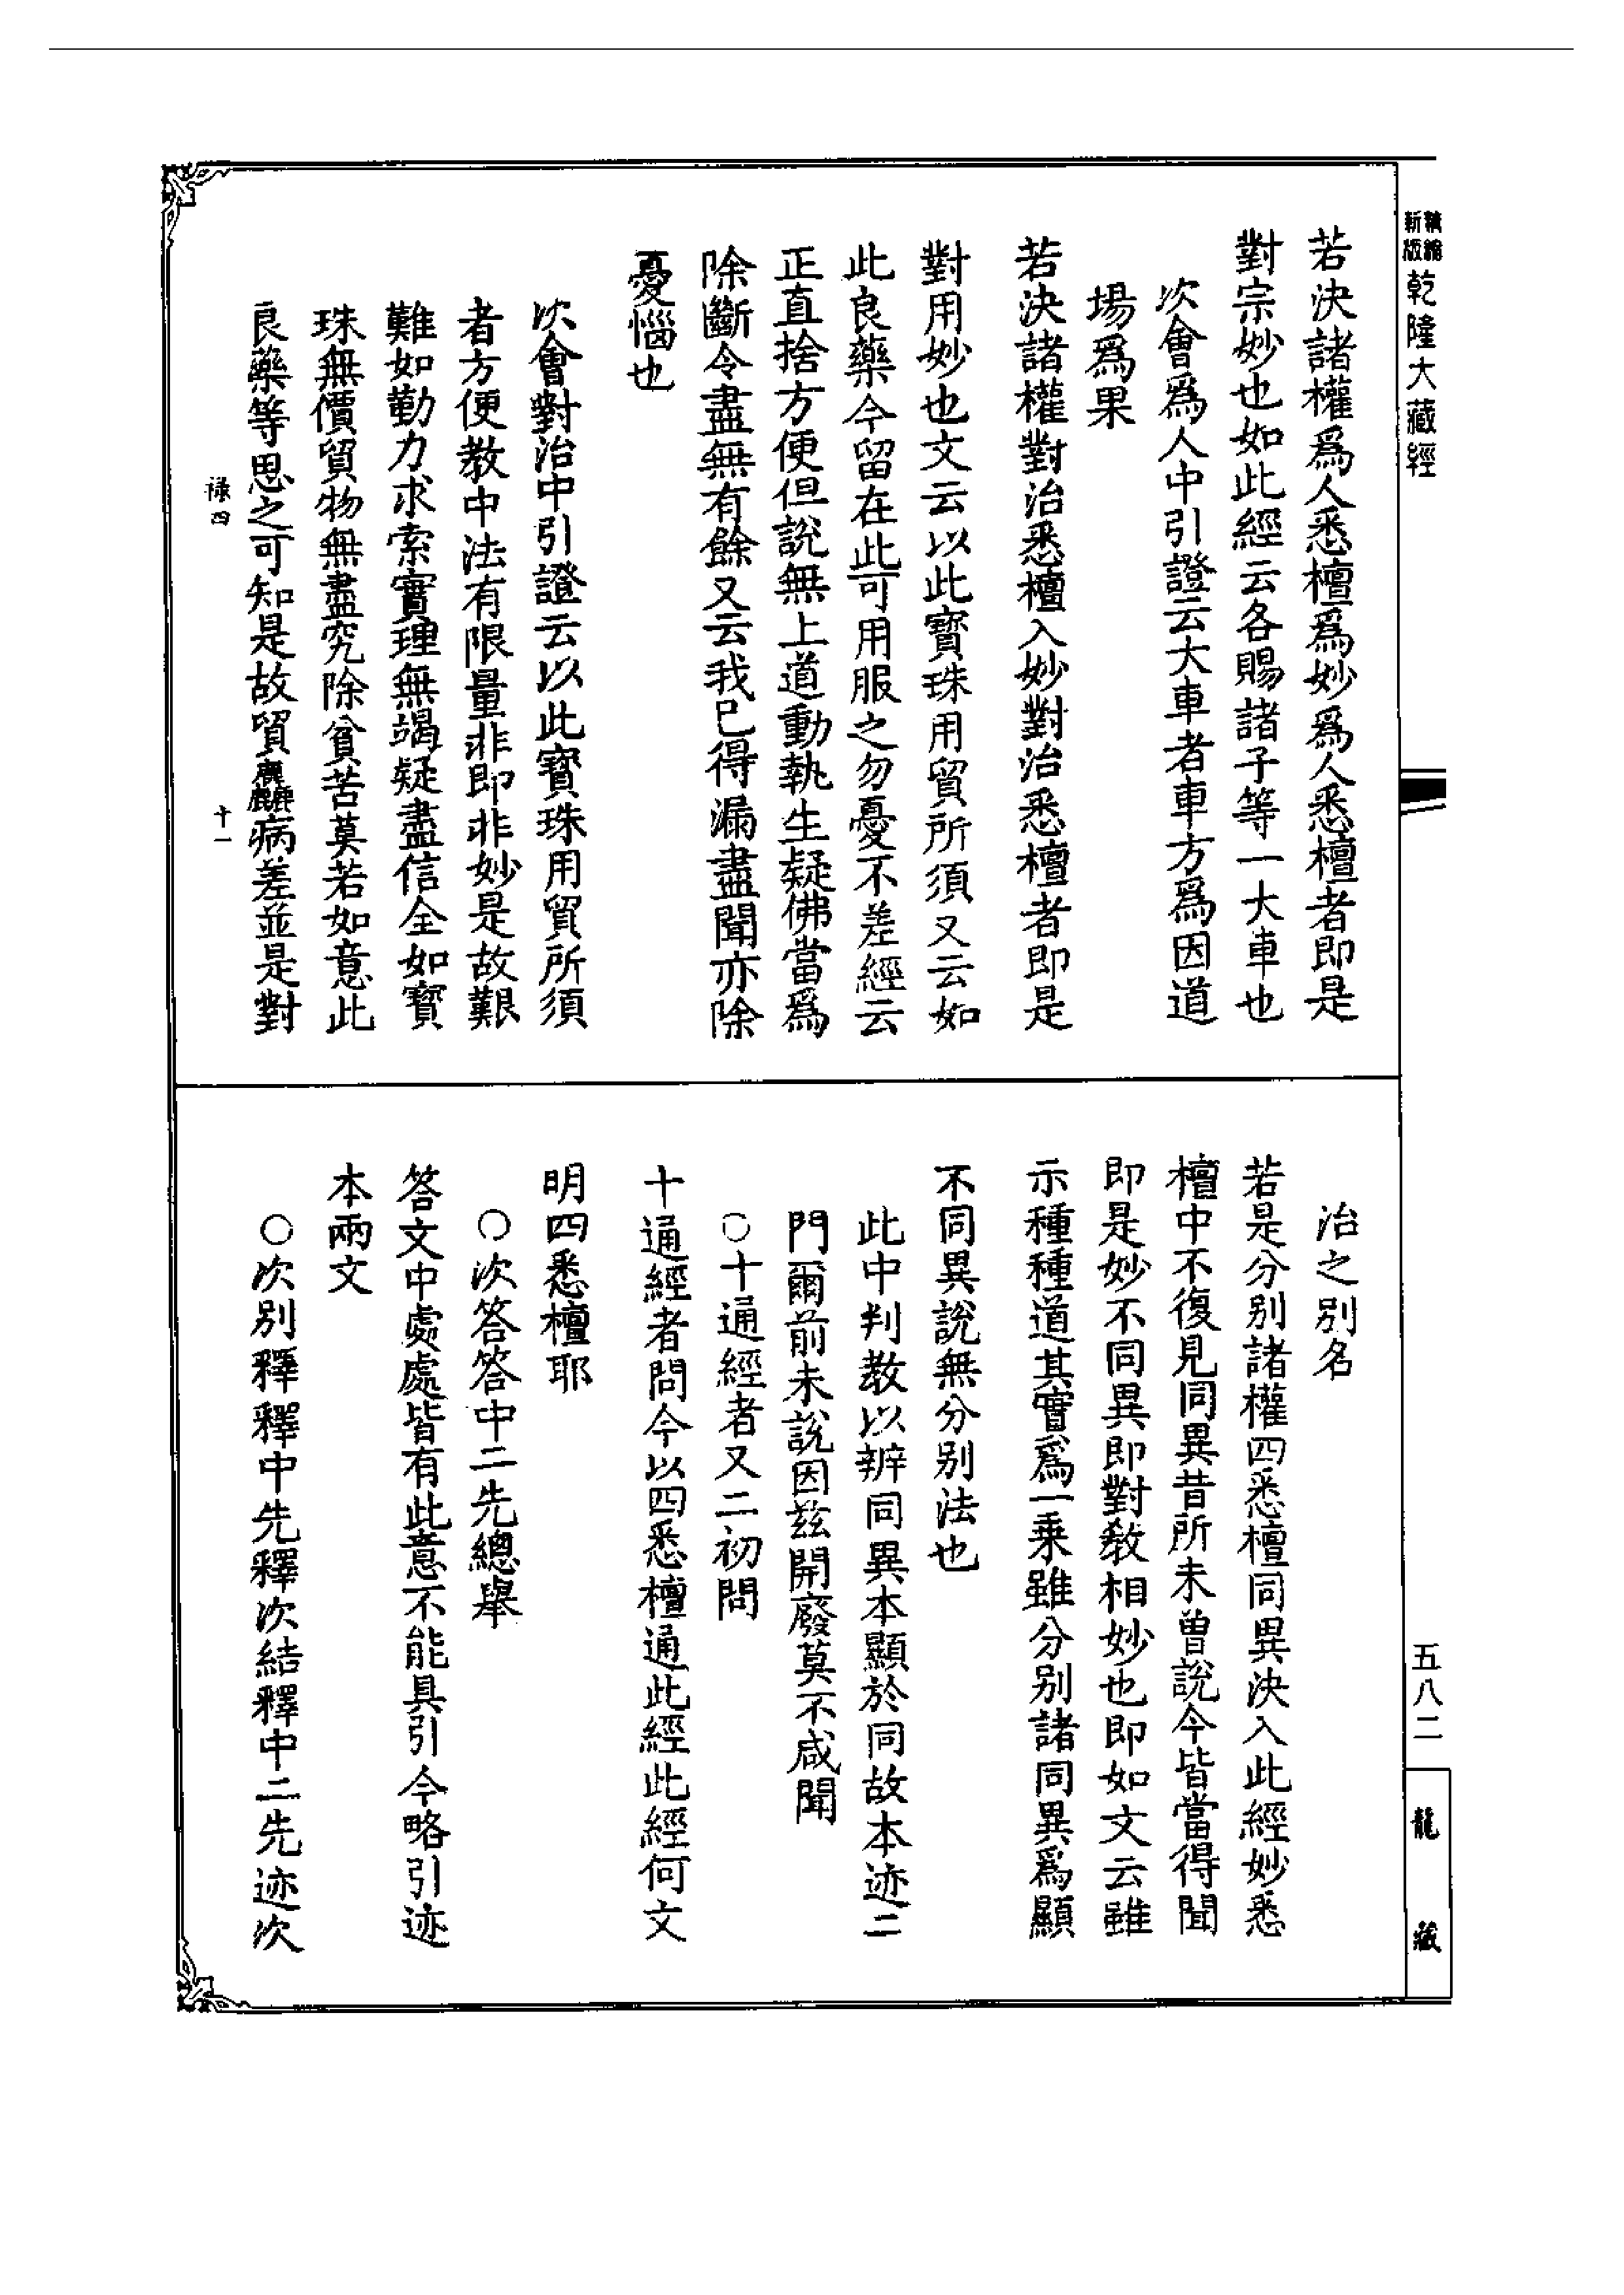 新編縮版乾隆大藏經
若決諸權爲人悉檀爲妙爲人悉檀者即是
對宗妙也如此經云各賜諸子等一大車也
次會爲人中引證云大車者車方爲因道
場爲果
若決諸權對治悉檀入妙對治悉檀者即是
對用妙也文云以此寶珠用貿所須又云如
此良藥今留在此可用服之勿憂不差經云
正直捨方便但說無上道動執生疑佛當爲
除斷令盡無有餘又云我已得漏盡聞亦除
憂惱也
次會對治中引證云以此寶珠用貿所須
者方便教中法有限量非即非妙是故艱
難如勤力求索實理無竭疑盡信全如寶
珠無價貿物無盡究除貧苦莫若如意此
良藥等思之可知是故貿麤麤病差並是對
祿四
十一
治之別名
若是分別諸權四悉檀同異決入此經妙悉
檀中不復見同異昔所未曾說今皆當得聞
即是妙不同異即對教相妙也即如文云雖
示種種道其實爲一乘雖分別諸同異爲顯
不同異說無分別法也
此中判教以辨同異本顯於同故本迹二
門爾前未說因茲開廢莫不咸聞
○十通經者又二初問
十通經者問今以四悉檀通此經此經何文
明四悉檀耶
○次答答中二先總舉
答文中處處皆有此意不能具引今略引迹
本兩文
○次別釋釋中先釋次結釋中二先迹次
五八二
龍藏